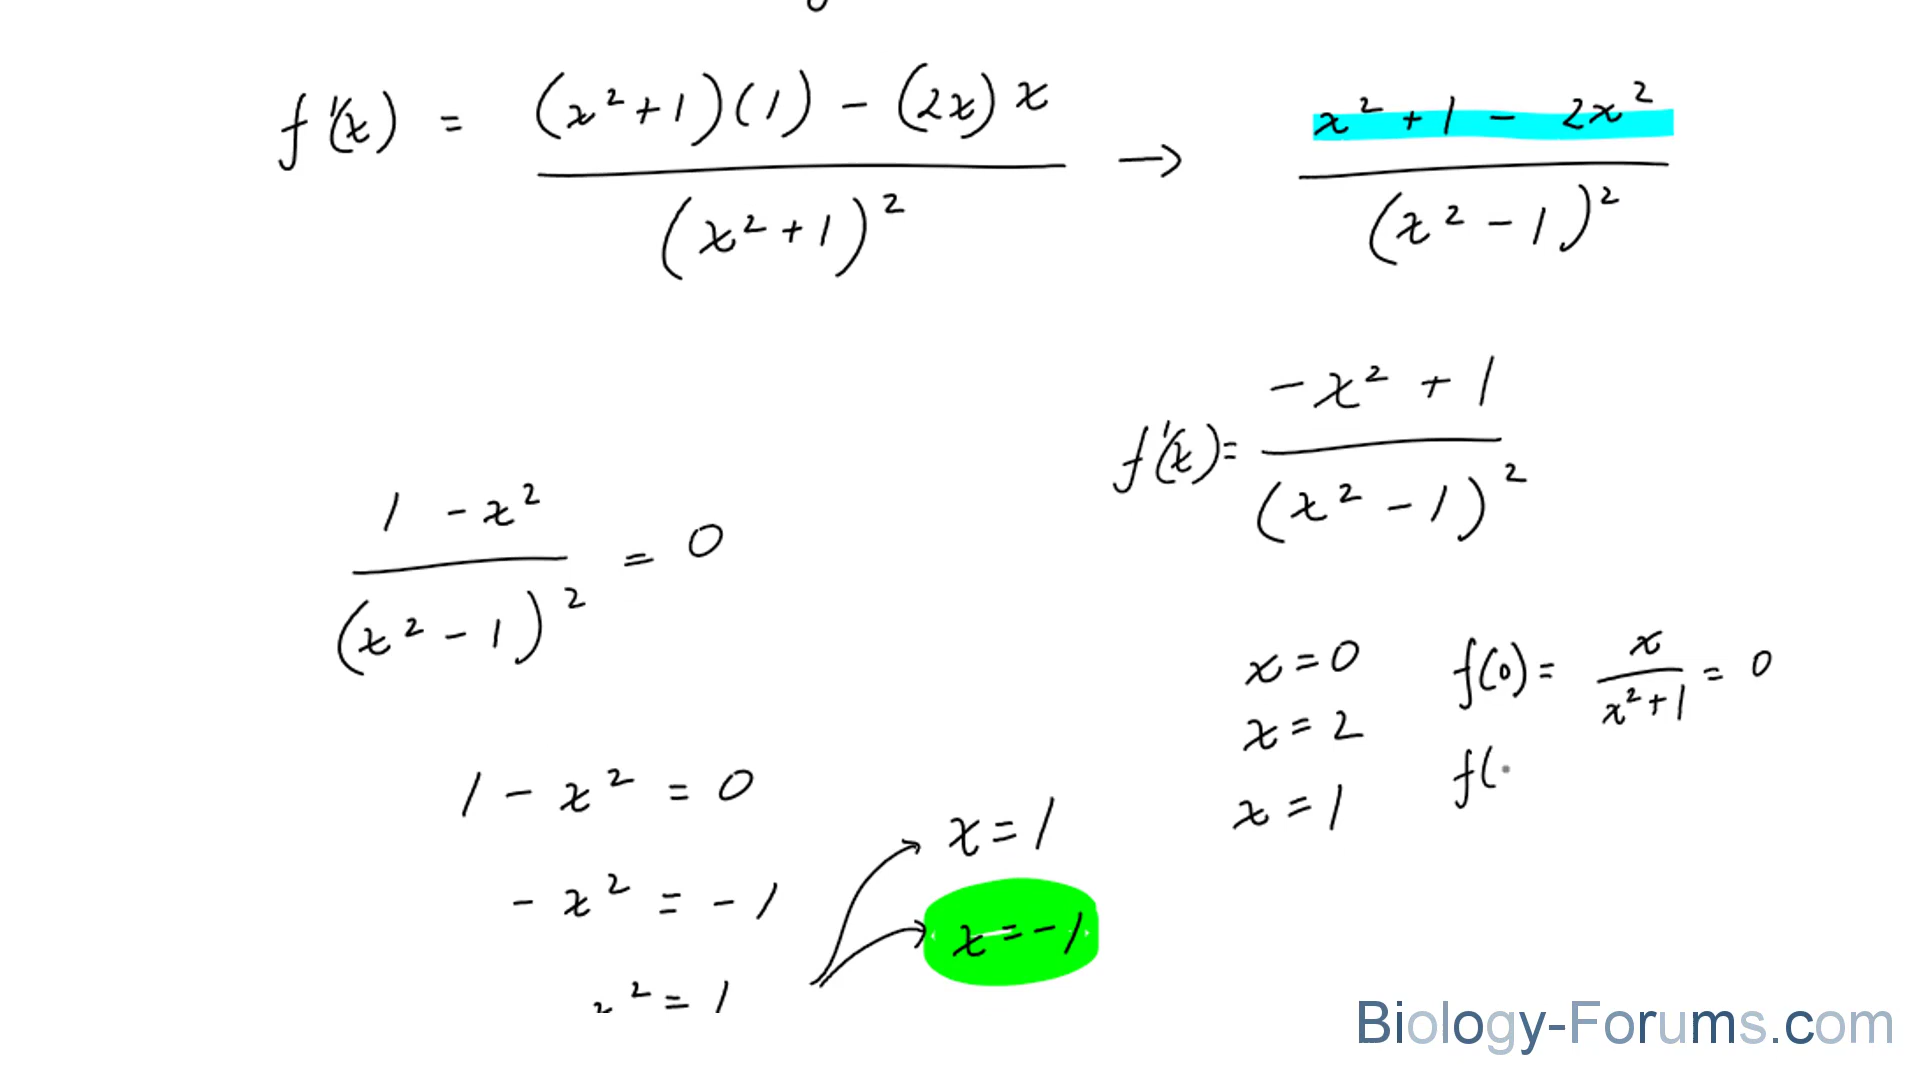 f'(x) = ((x²+1)(1) - (2x)x) / (x²+1)² → (x²+1 - 2x²) / (x²-1)²
f'(x) = (-x²+1) / (x²-1)²
(1 - x²) / (x²-1)² = 0
1 - x² = 0
- x² = -1
² = 1
x = 1
x = -1
x = 0 f(0) = x / (x²+1) = 0
x = 2 f(
x = 1
Biology-Forums.com